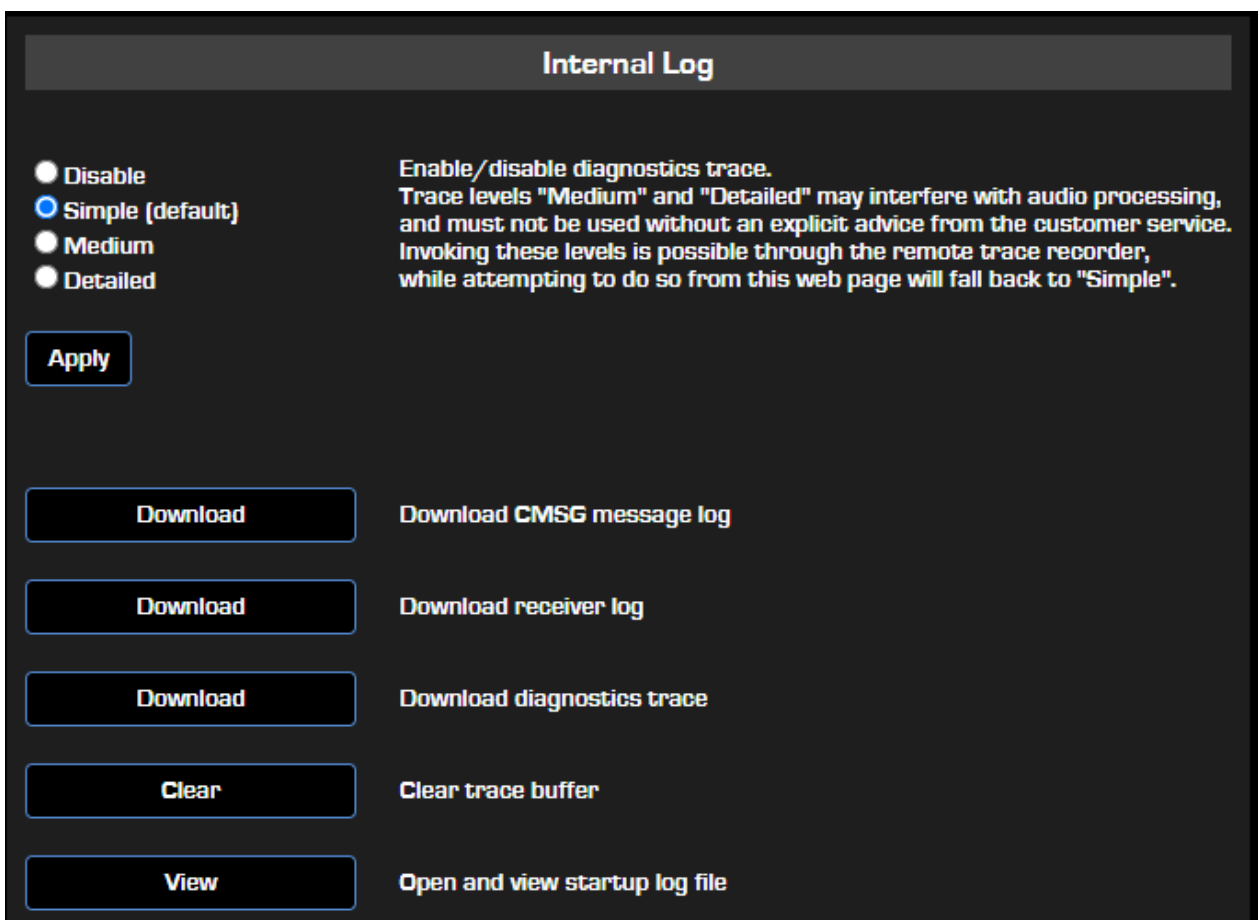 Internal Log
Disable
Simple (default)
Medium
Detailed
Enable/disable diagnostics trace.
Trace levels "Medium" and "Detailed" may interfere with audio processing,
and must not be used without an explicit advice from the customer service.
Invoking these levels is possible through the remote trace recorder,
while attempting to do so from this web page will fall back to "Simple".
Apply
Download
Download CMSG message log
Download
Download receiver log
Download
Download diagnostics trace
Clear
Clear trace buffer
View
Open and view startup log file